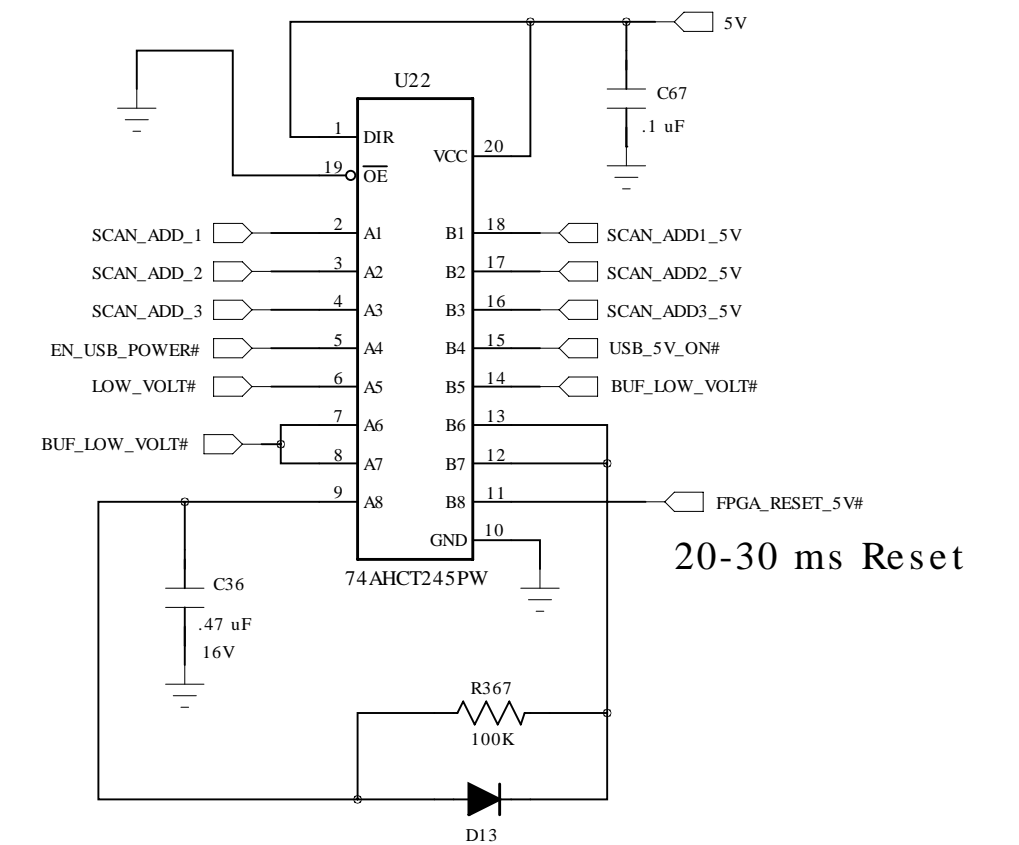 5V
U22
C67
.1 uF
1 DIR
VCC 20
19 OE
SCAN_ADD_1 2 A1 B1 18 SCAN_ADD1_5V
SCAN_ADD_2 3 A2 B2 17 SCAN_ADD2_5V
SCAN_ADD_3 4 A3 B3 16 SCAN_ADD3_5V
EN_USB_POWER# 5 A4 B4 15 USB_5V_ON#
LOW_VOLT# 6 A5 B5 14 BUF_LOW_VOLT#
7 A6 B6 13
BUF_LOW_VOLT#
8 A7 B7 12
9 A8 B8 11 FPGA_RESET_5V#
GND 10
20-30 ms Reset
74AHCT245PW
C36
.47 uF
16V
R367
100K
D13